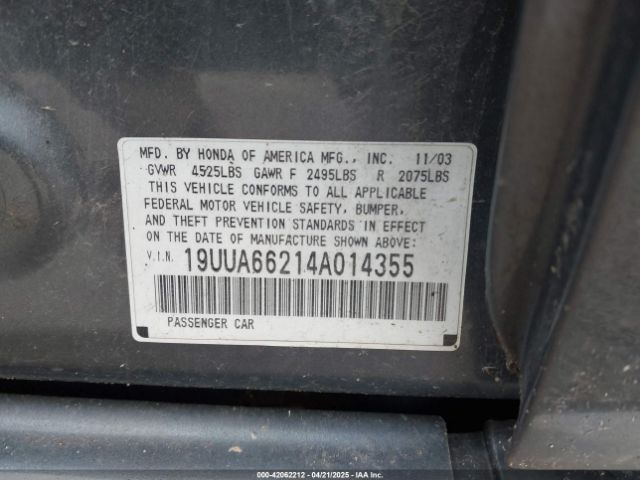 MFD. BY HONDA OF AMERICA MFG., INC. 11/03
GVWR 4525LBS GAWR F 2495LBS R 2075LBS
THIS VEHICLE CONFORMS TO ALL APPLICABLE
FEDERAL MOTOR VEHICLE SAFETY, BUMPER,
AND THEFT PREVENTION STANDARDS IN EFFECT
ON THE DATE OF MANUFACTURE SHOWN ABOVE:
V.I.N. 19UUA66214A014355
PASSENGER CAR
000-42062212 - 04/21/2025 - IAA Inc.